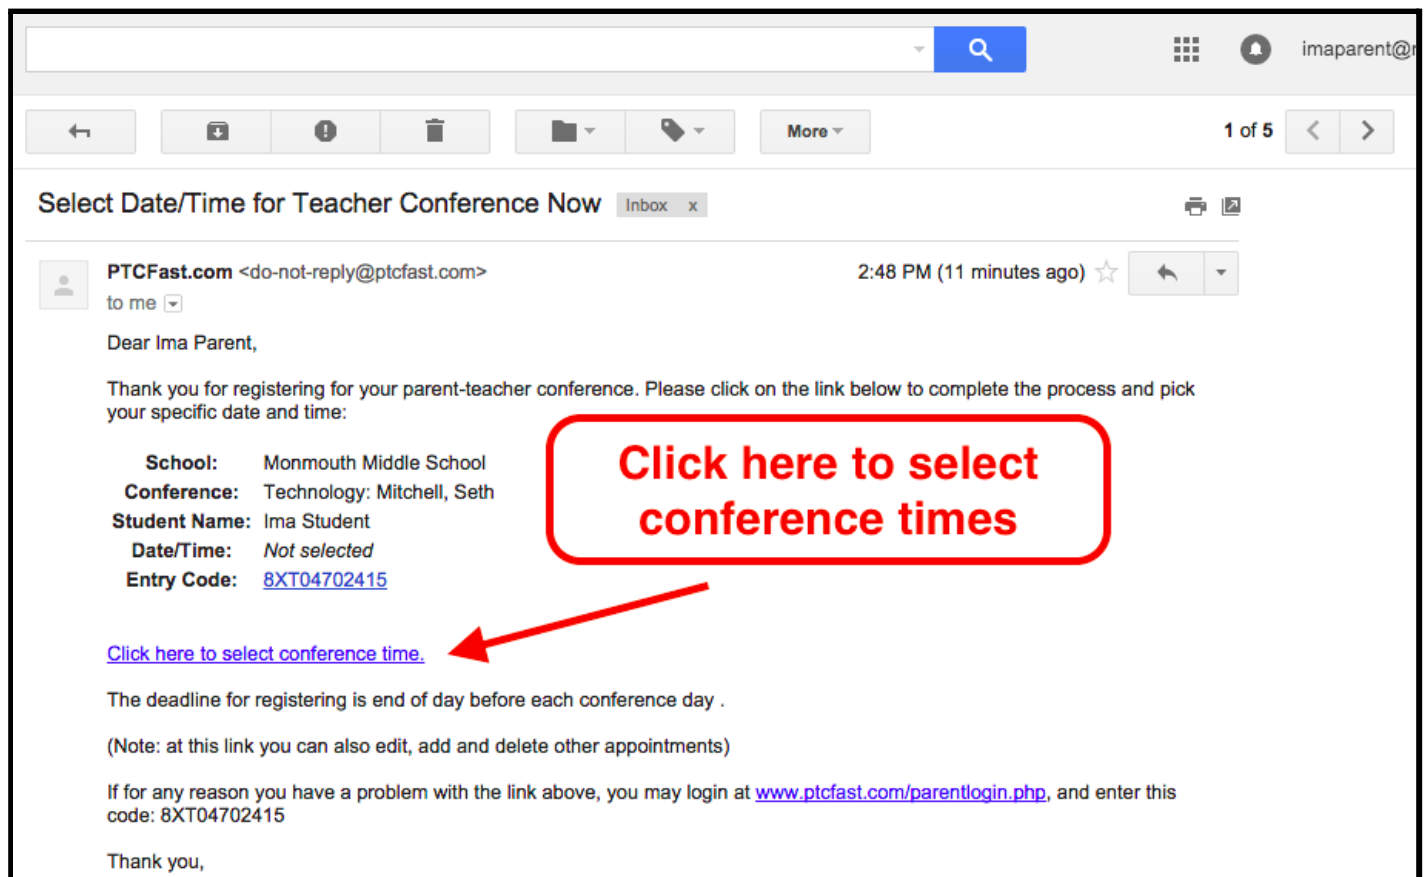 imaparent@
More
1 of 5
Select Date/Time for Teacher Conference Now Inbox x
PTCFast.com <do-not-reply@ptcfast.com> 2:48 PM (11 minutes ago)
to me
Dear Ima Parent,
Thank you for registering for your parent-teacher conference. Please click on the link below to complete the process and pick
your specific date and time:
School: Monmouth Middle School
Conference: Technology: Mitchell, Seth
Student Name: Ima Student
Date/Time: Not selected
Entry Code: 8XT04702415
Click here to select
conference times
Click here to select conference time.
The deadline for registering is end of day before each conference day .
(Note: at this link you can also edit, add and delete other appointments)
If for any reason you have a problem with the link above, you may login at www.ptcfast.com/parentlogin.php, and enter this
code: 8XT04702415
Thank you,